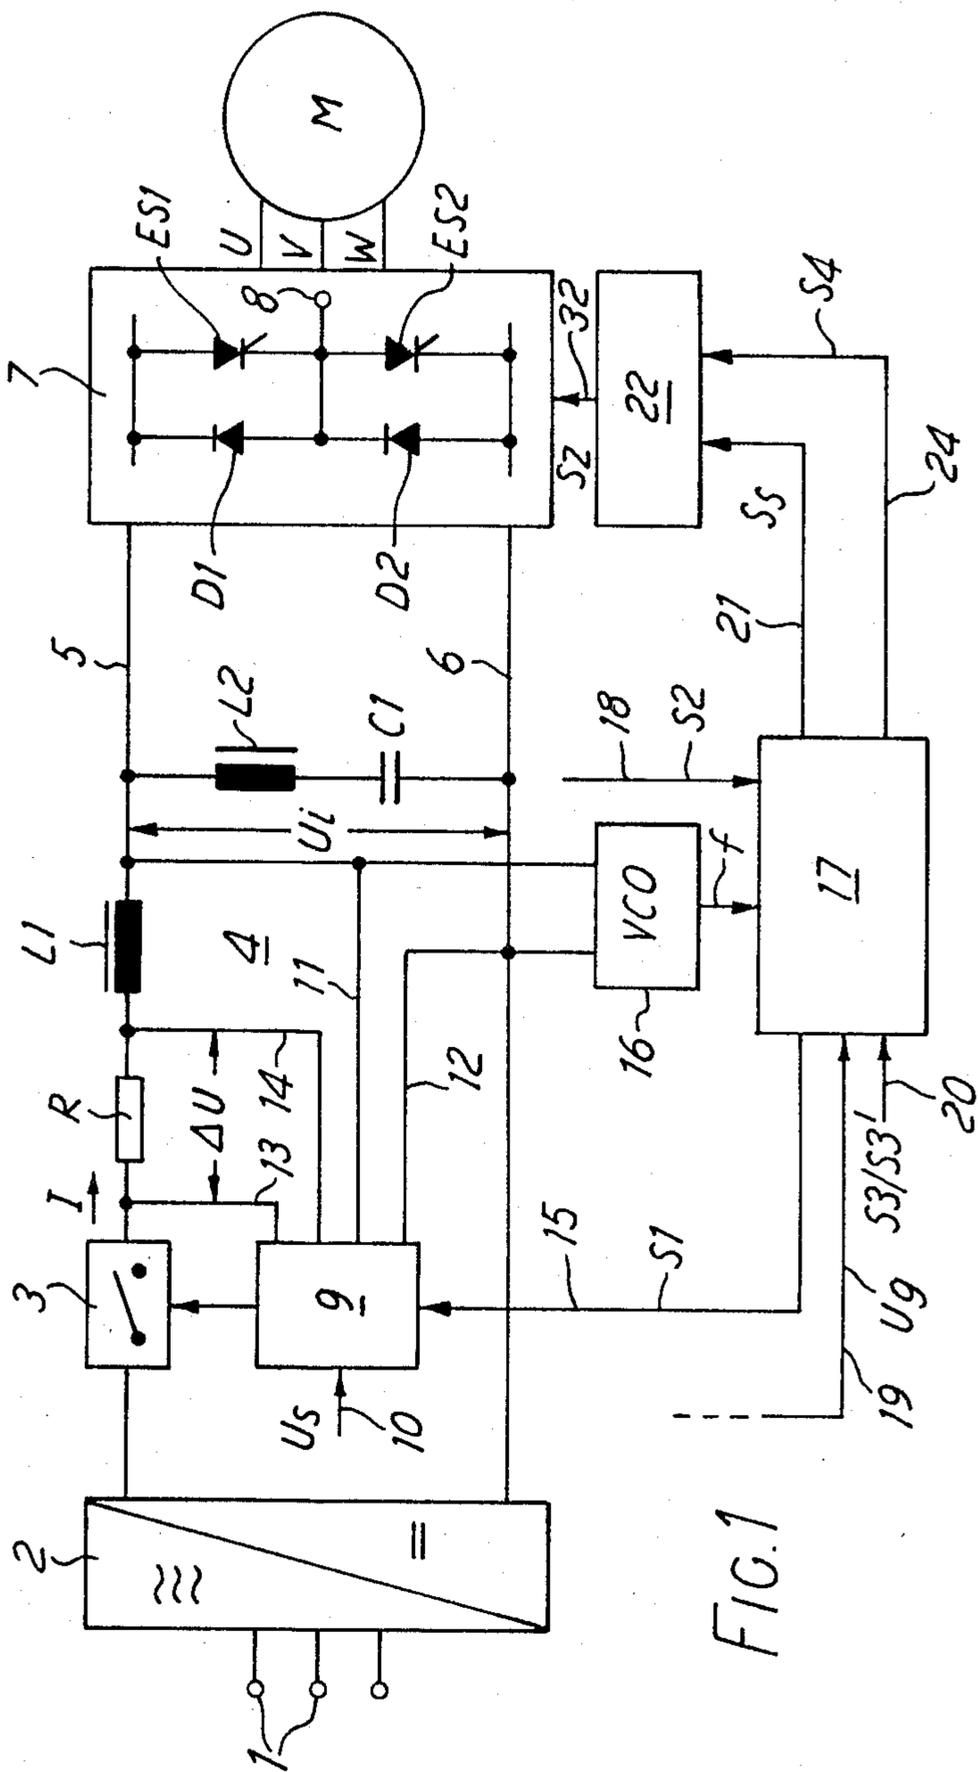 1
2
3
I
R
L1
5
7
U
V
W
M
ES1
ES2
8
D1
D2
ΔU
13
14
4
11
12
Ui
L2
C1
6
9
Us
10
15
S1
16
VCO
f
18
S2
17
19
Ug
S3/S3'
20
21
Ss
24
S4
22
SZ
32
FIG.1